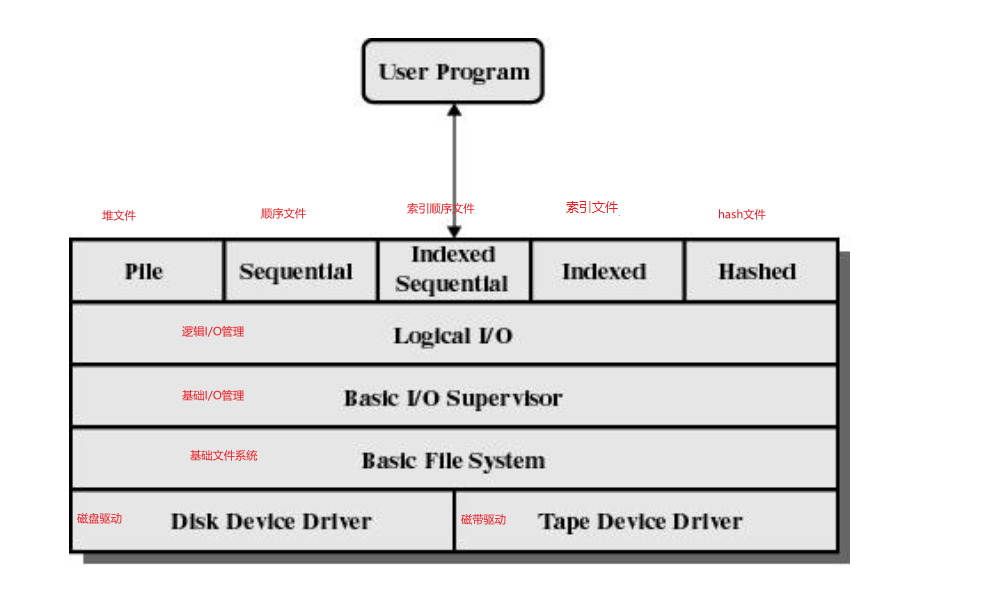 User Program
堆文件
顺序文件
索引顺序文件
索引文件
hash文件
Pile
Sequential
Indexed
Sequential
Indexed
Hashed
逻辑I/O管理
Logical I/O
基础I/O管理
Basic I/O Supervisor
基础文件系统
Basic File System
磁盘驱动
Disk Device Driver
磁带驱动
Tape Device Driver